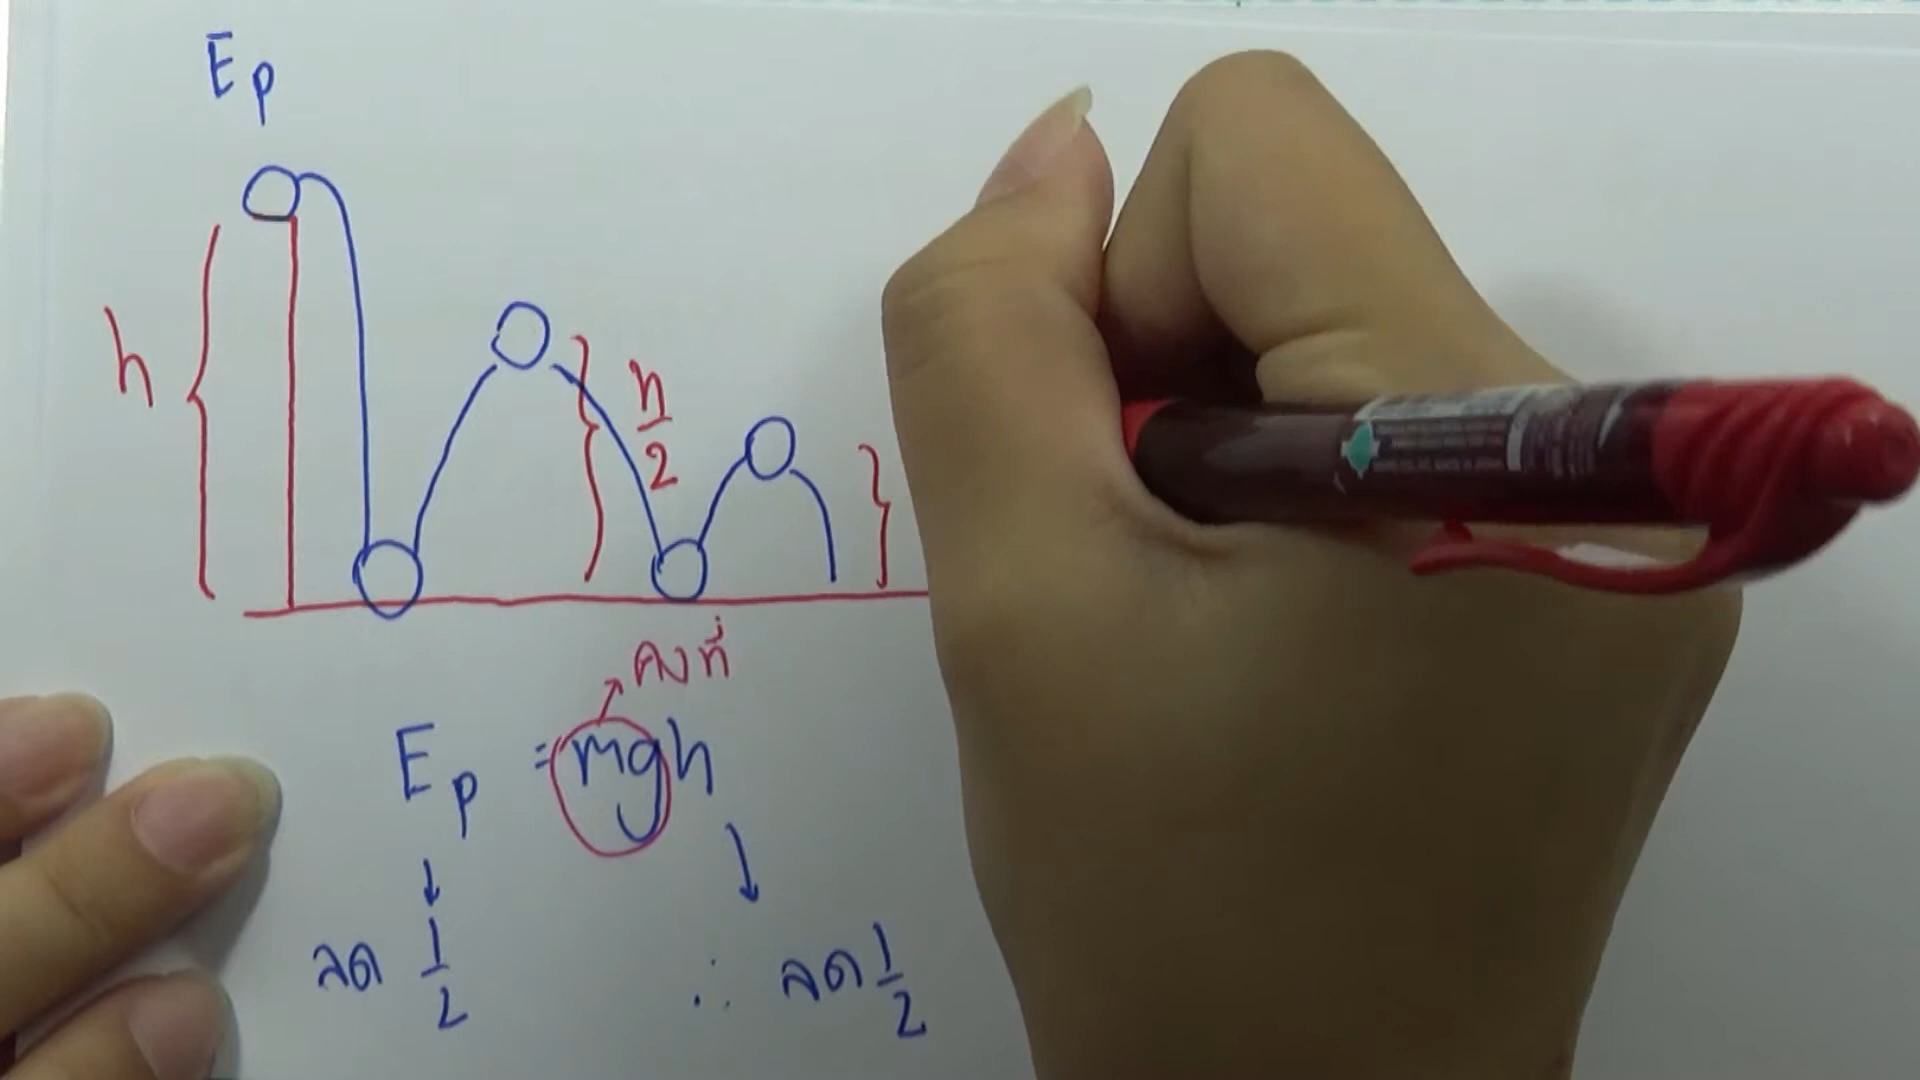 Ep
h
h/2
คงที่
Ep = mgh
ลด 1/2 ∴ ลด 1/2